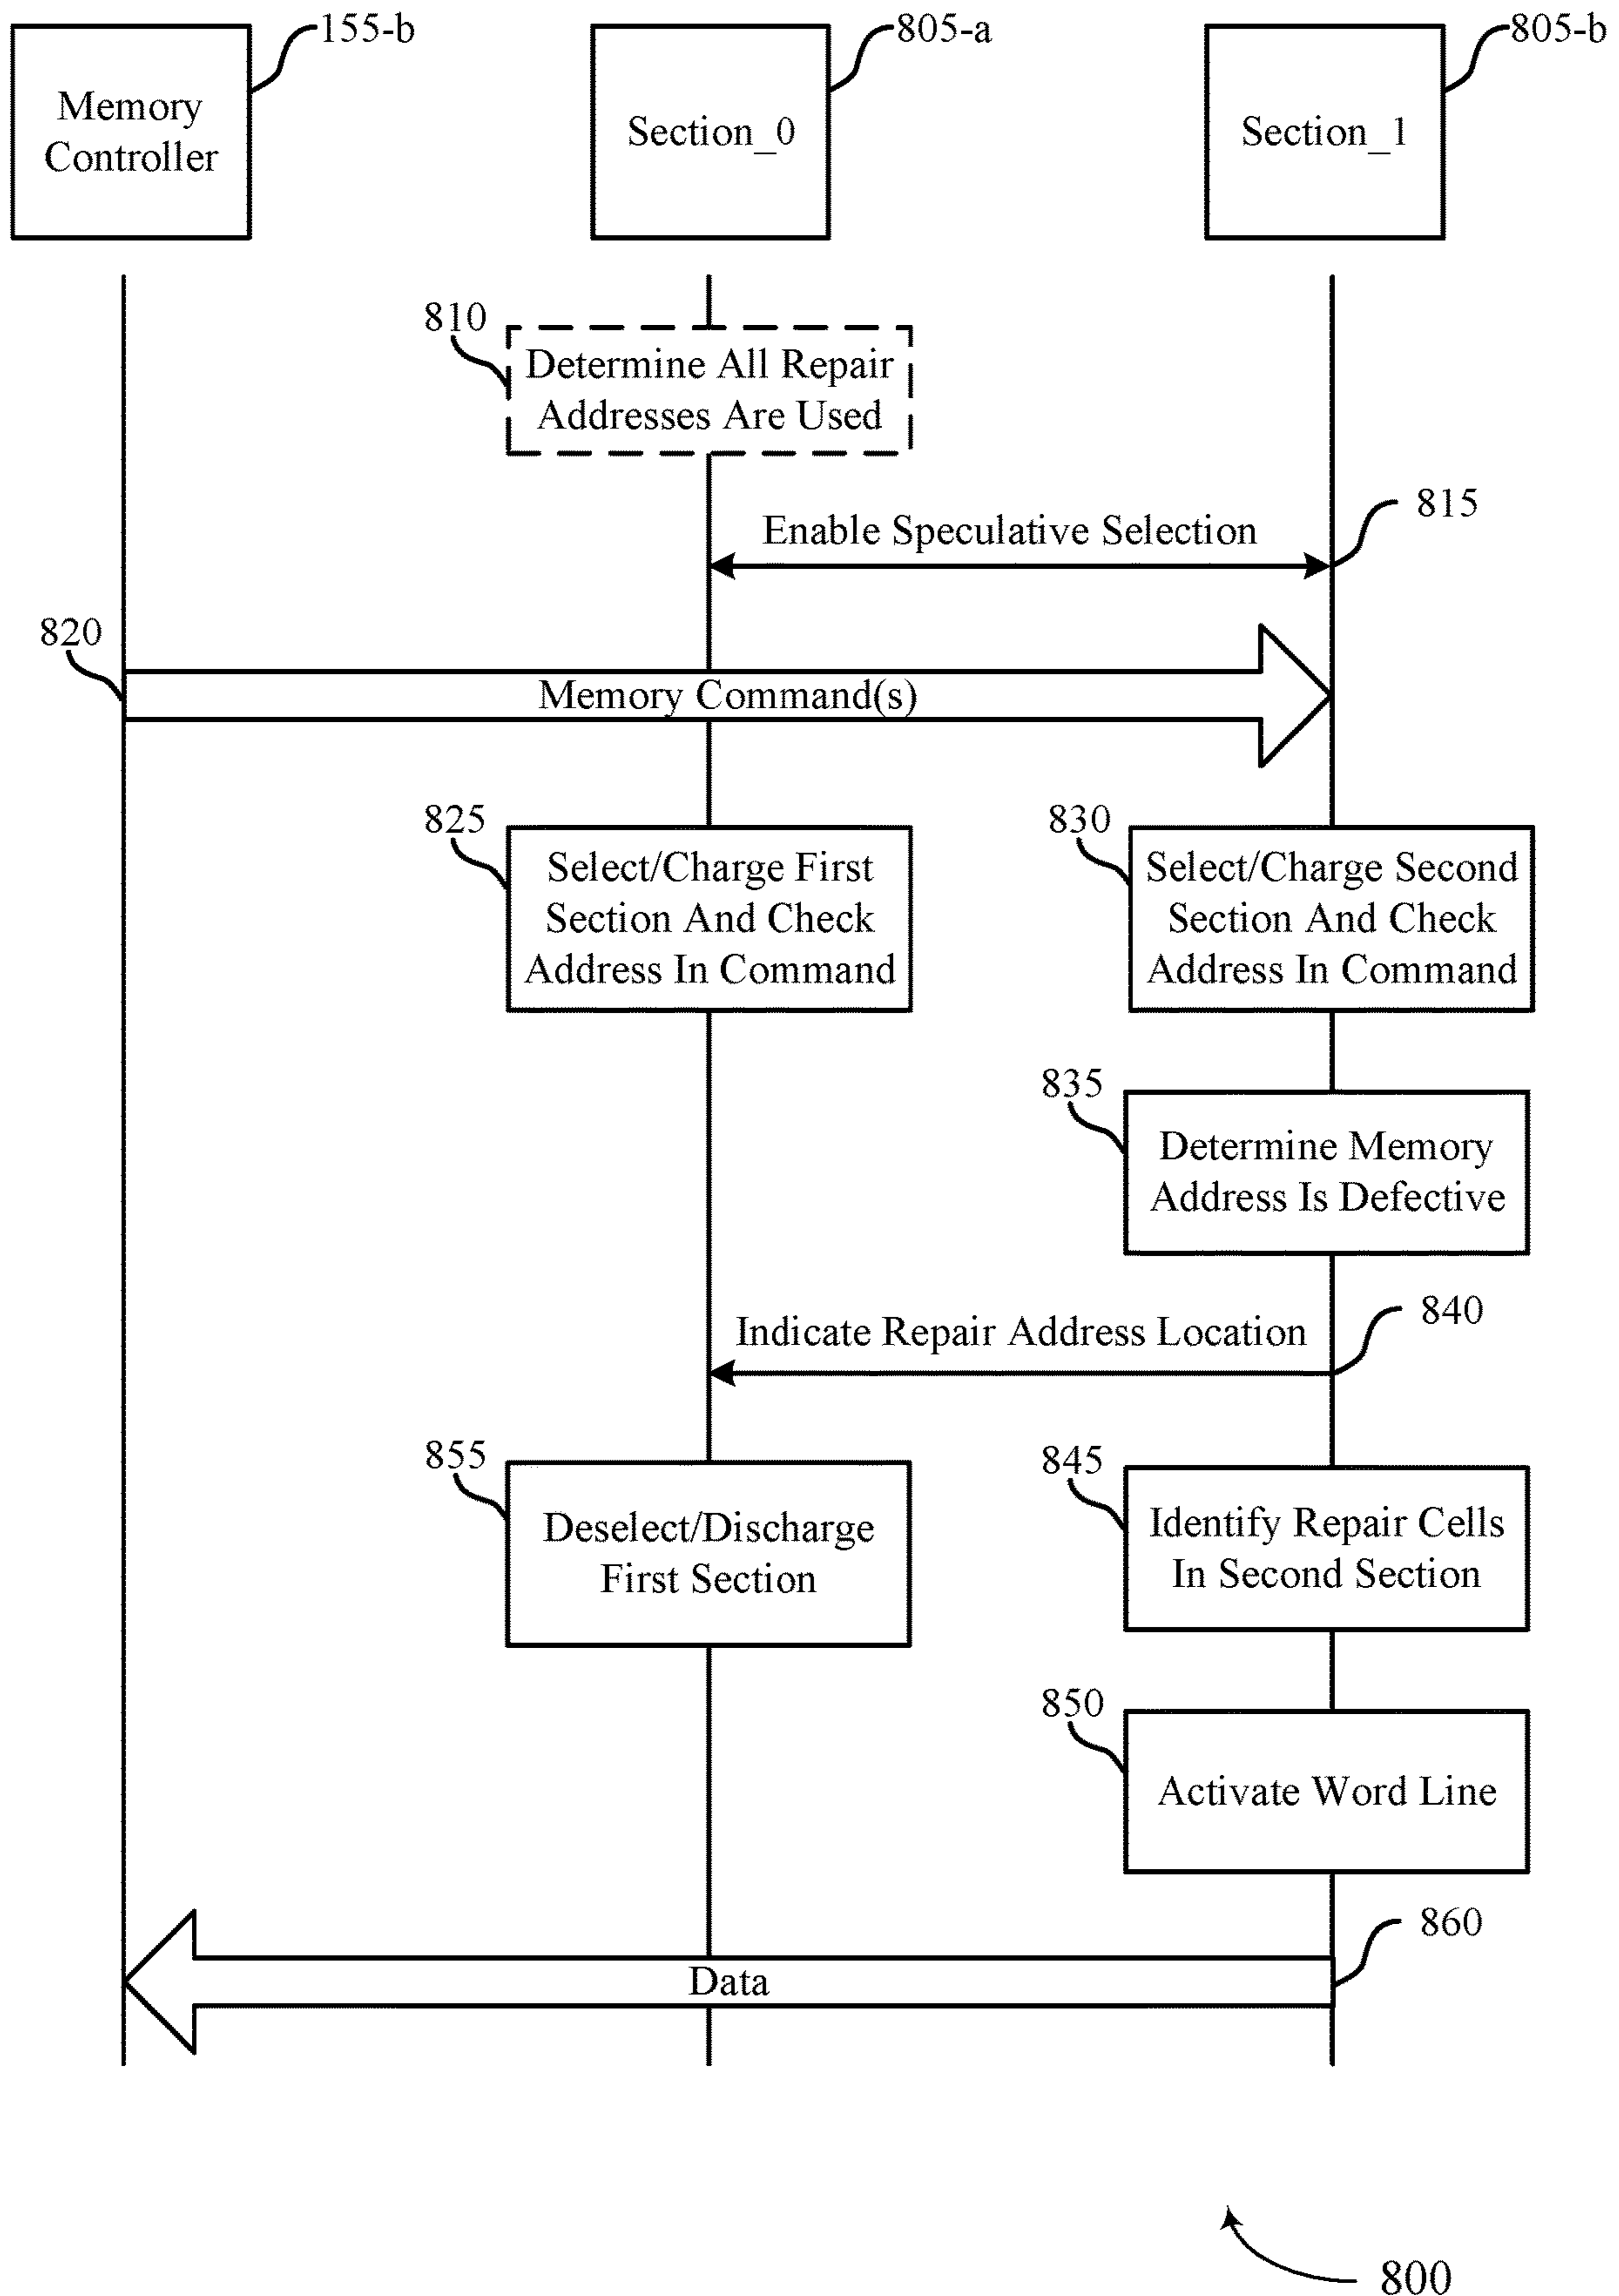 155-b
805-a
805-b
Memory
Controller
Section_0
Section_1
810
Determine All Repair
Addresses Are Used
815
Enable Speculative Selection
820
Memory Command(s)
825
Select/Charge First
Section And Check
Address In Command
830
Select/Charge Second
Section And Check
Address In Command
835
Determine Memory
Address Is Defective
840
Indicate Repair Address Location
855
Deselect/Discharge
First Section
845
Identify Repair Cells
In Second Section
850
Activate Word Line
860
Data
800